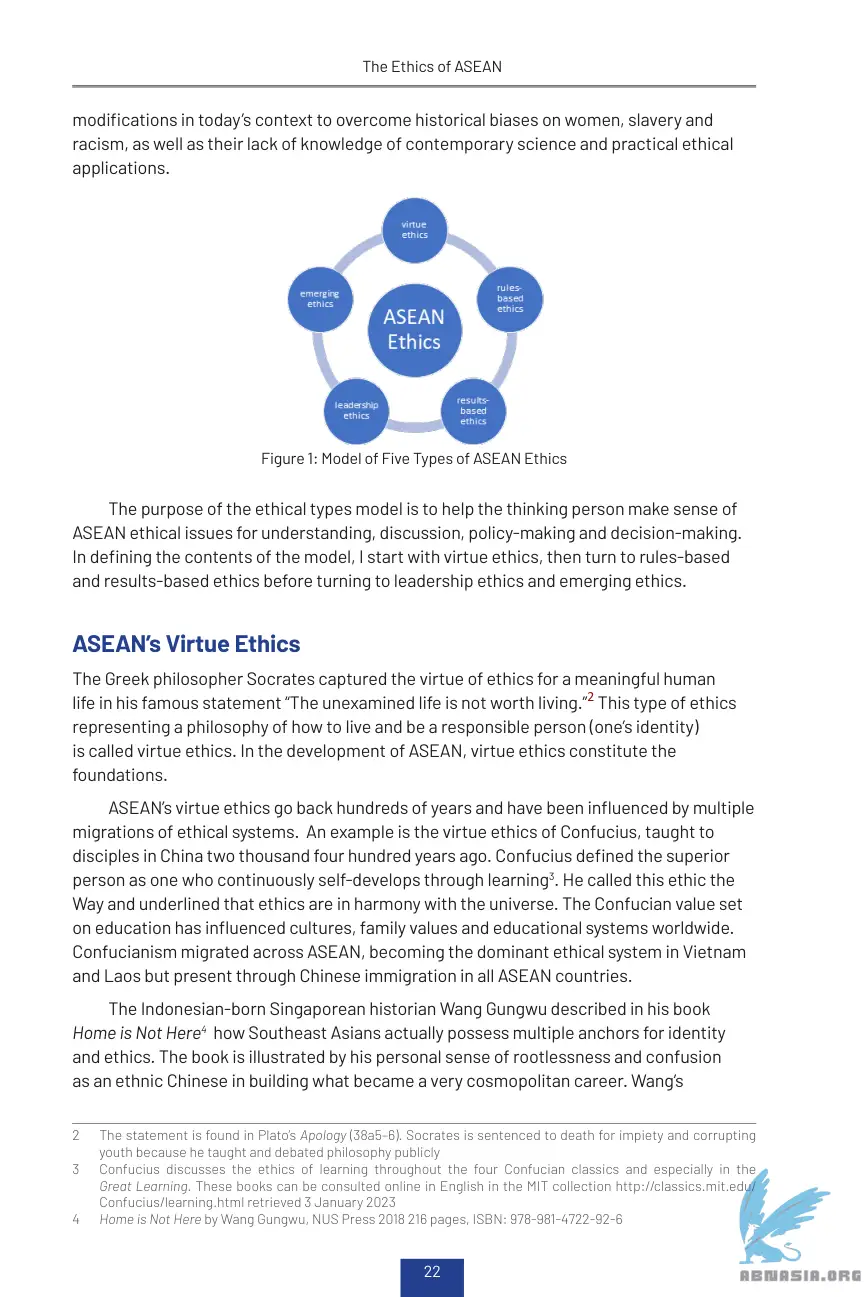 The Ethics of ASEAN
modifications in today’s context to overcome historical biases on women, slavery and
racism, as well as their lack of knowledge of contemporary science and practical ethical
applications.
virtue
ethics
emerging
ethics
rules-
based
ethics
ASEAN
Ethics
leadership
ethics
results-
based
ethics
Figure 1: Model of Five Types of ASEAN Ethics
The purpose of the ethical types model is to help the thinking person make sense of
ASEAN ethical issues for understanding, discussion, policy-making and decision-making.
In defining the contents of the model, I start with virtue ethics, then turn to rules-based
and results-based ethics before turning to leadership ethics and emerging ethics.
ASEAN’s Virtue Ethics
The Greek philosopher Socrates captured the virtue of ethics for a meaningful human
life in his famous statement “The unexamined life is not worth living.”2 This type of ethics
representing a philosophy of how to live and be a responsible person (one’s identity)
is called virtue ethics. In the development of ASEAN, virtue ethics constitute the
foundations.
ASEAN’s virtue ethics go back hundreds of years and have been influenced by multiple
migrations of ethical systems. An example is the virtue ethics of Confucius, taught to
disciples in China two thousand four hundred years ago. Confucius defined the superior
person as one who continuously self-develops through learning3. He called this ethic the
Way and underlined that ethics are in harmony with the universe. The Confucian value set
on education has influenced cultures, family values and educational systems worldwide.
Confucianism migrated across ASEAN, becoming the dominant ethical system in Vietnam
and Laos but present through Chinese immigration in all ASEAN countries.
The Indonesian-born Singaporean historian Wang Gungwu described in his book
Home is Not Here4 how Southeast Asians actually possess multiple anchors for identity
and ethics. The book is illustrated by his personal sense of rootlessness and confusion
as an ethnic Chinese in building what became a very cosmopolitan career. Wang’s
2 The statement is found in Plato’s Apology (38a5–6). Socrates is sentenced to death for impiety and corrupting
youth because he taught and debated philosophy publicly
3 Confucius discusses the ethics of learning throughout the four Confucian classics and especially in the
Great Learning. These books can be consulted online in English in the MIT collection http://classics.mit.edu/
Confucius/learning.html retrieved 3 January 2023
4 Home is Not Here by Wang Gungwu, NUS Press 2018 216 pages, ISBN: 978-981-4722-92-6
22
ABNASIA.ORG